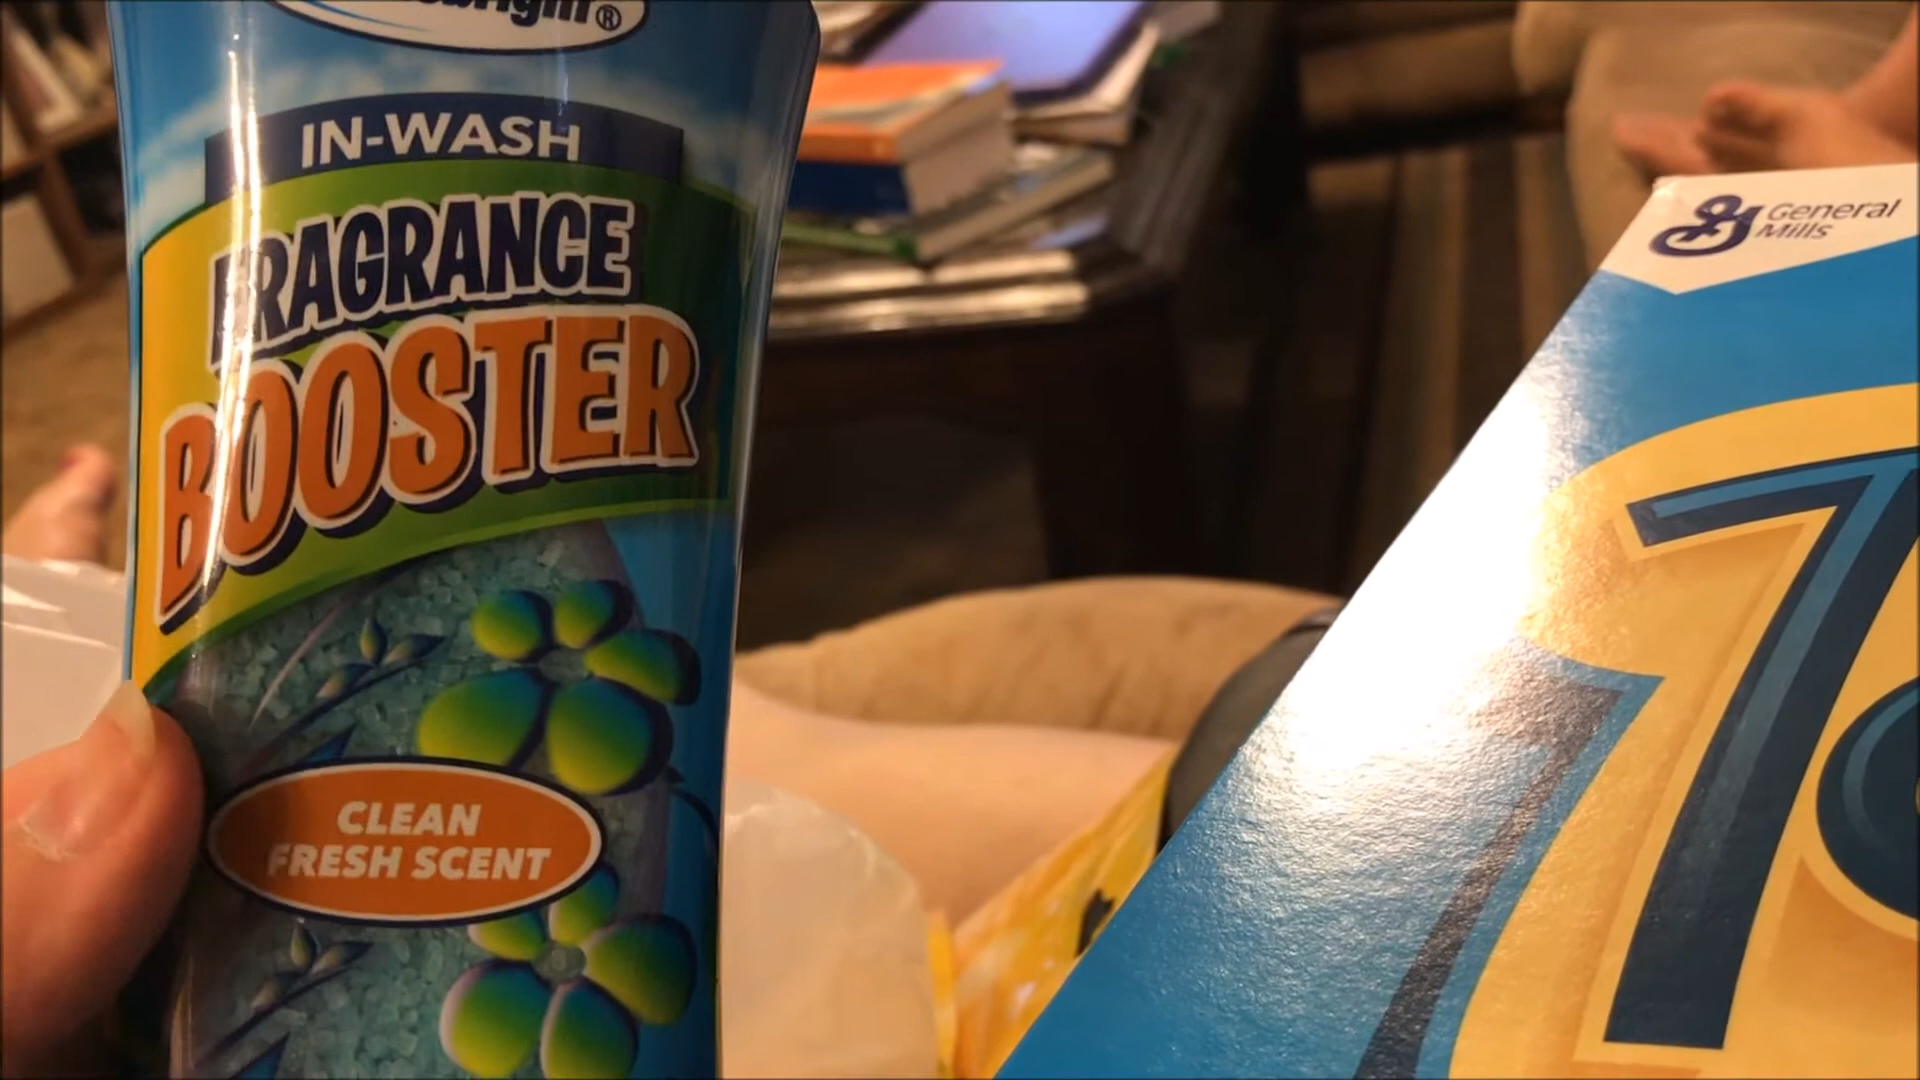 IN-WASH
FRAGRANCE
BOOSTER
CLEAN
FRESH SCENT
General
Mills